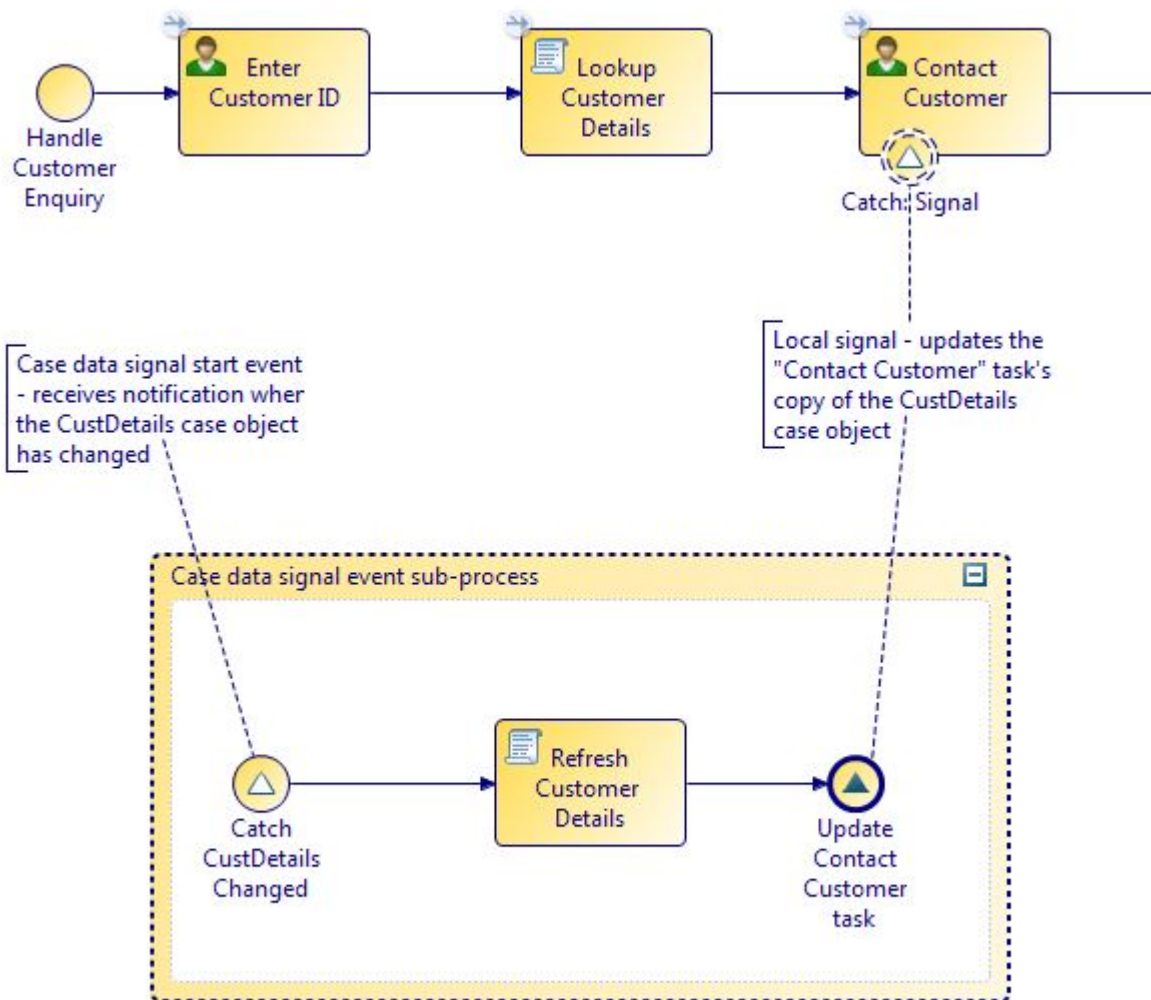 Enter
Customer ID
Lookup
Customer
Details
Contact
Customer
Handle
Customer
Enquiry
Catch: Signal
Case data signal start event
- receives notification wher
the CustDetails case object
has changed
Local signal - updates the
"Contact Customer" task's
copy of the CustDetails
case object
Case data signal event sub-process
Refresh
Customer
Details
Catch
CustDetails
Changed
Update
Contact
Customer
task